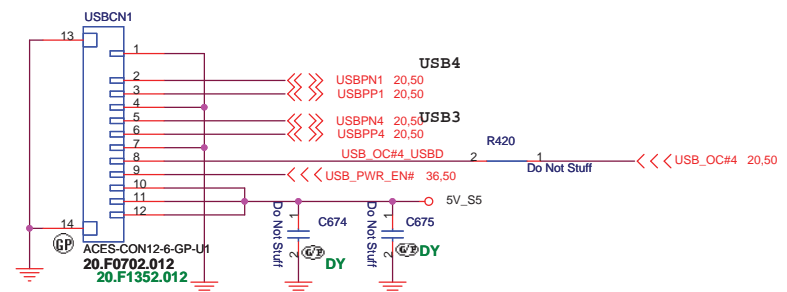 USBCN1
13
1
USB4
2 USBPN1 20,50
3 USBPP1 20,50
4
USB3
5 USBPN4 20,50
6 USBPP4 20,50
7
R420
8 USB_OC#4_USBD 2 1 USB_OC#4 20,50
Do Not Stuff
9 USB_PWR_EN# 36,50
10
11 5V_S5
12
14
Do Not Stuff 1 C674 2 G/P DY
Do Not Stuff 1 C675 2 G/P DY
GP
ACES-CON12-6-GP-U1
20.F0702.012
20.F1352.012